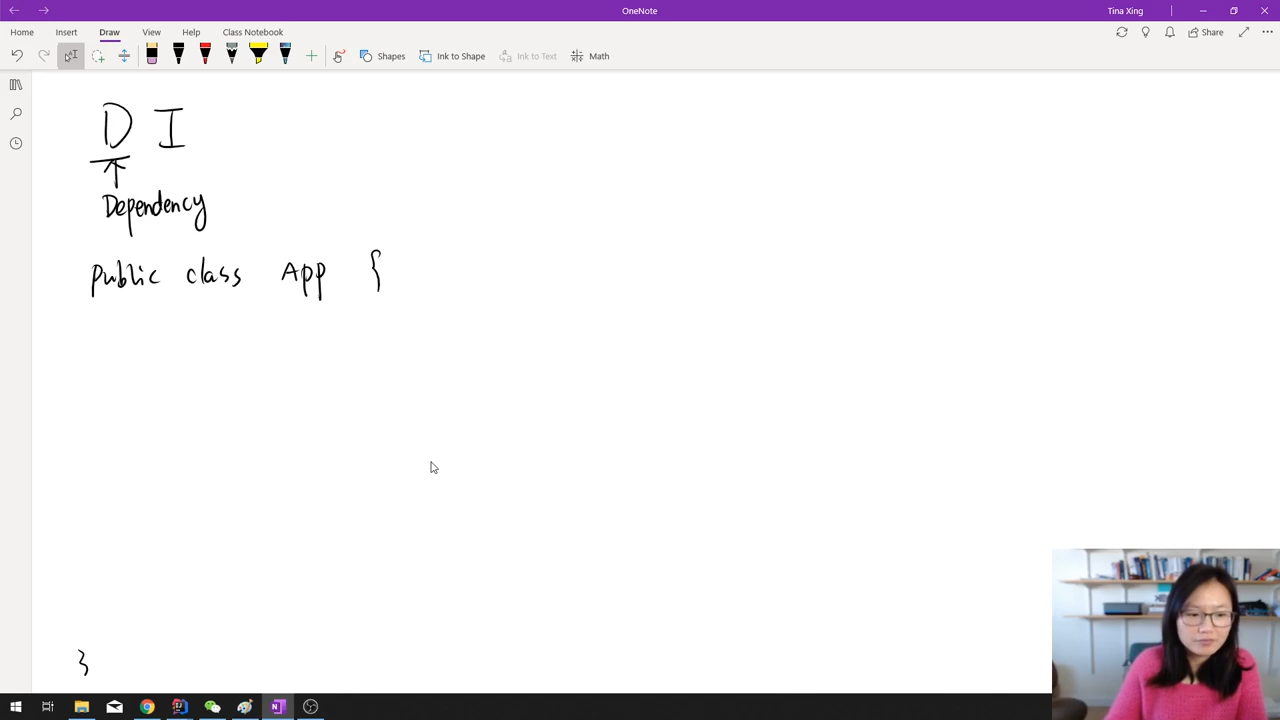 OneNote
Tina Xing
Home Insert Draw View Help Class Notebook
Share
Shapes Ink to Shape Ink to Text Math
D I
Dependency
public class App {
}